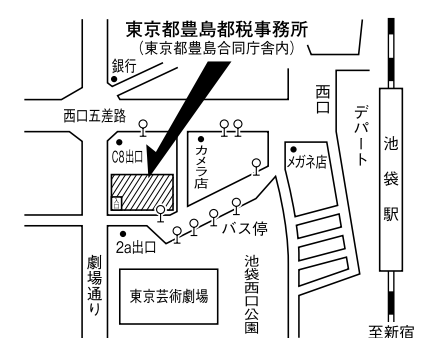 東京都豊島都税事務所
（東京都豊島合同庁舎内）
銀行
西口五差路
C8出口
カメラ店
西口
デパート
メガネ店
池袋駅
バス停
2a出口
劇場通り
東京芸術劇場
池袋西口公園
至新宿